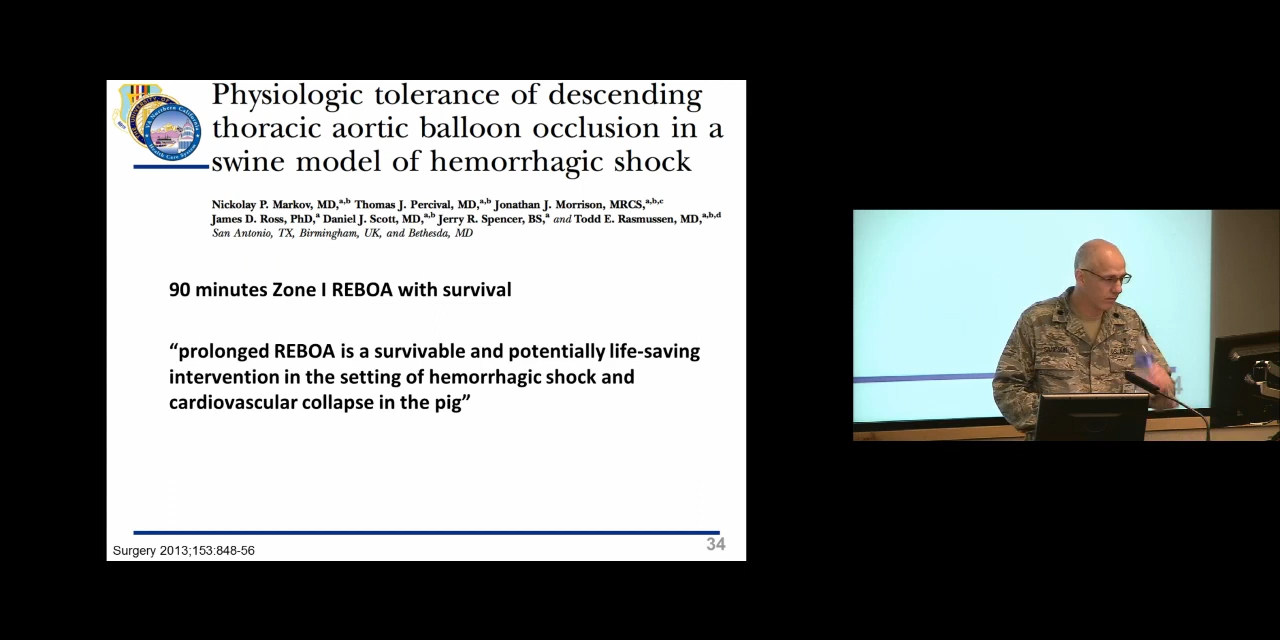 Physiologic tolerance of descending
thoracic aortic balloon occlusion in a
swine model of hemorrhagic shock
Nickolay P. Markov, MD,a,b Thomas J. Percival, MD,a,b Jonathan J. Morrison, MRCS,a,b,c
James D. Ross, PhD,a Daniel J. Scott, MD,a,b Jerry R. Spencer, BS,a and Todd E. Rasmussen, MD,a,b,d
San Antonio, TX, Birmingham, UK, and Bethesda, MD
90 minutes Zone I REBOA with survival
“prolonged REBOA is a survivable and potentially life-saving
intervention in the setting of hemorrhagic shock and
cardiovascular collapse in the pig”
Surgery 2013;153:848-56
34